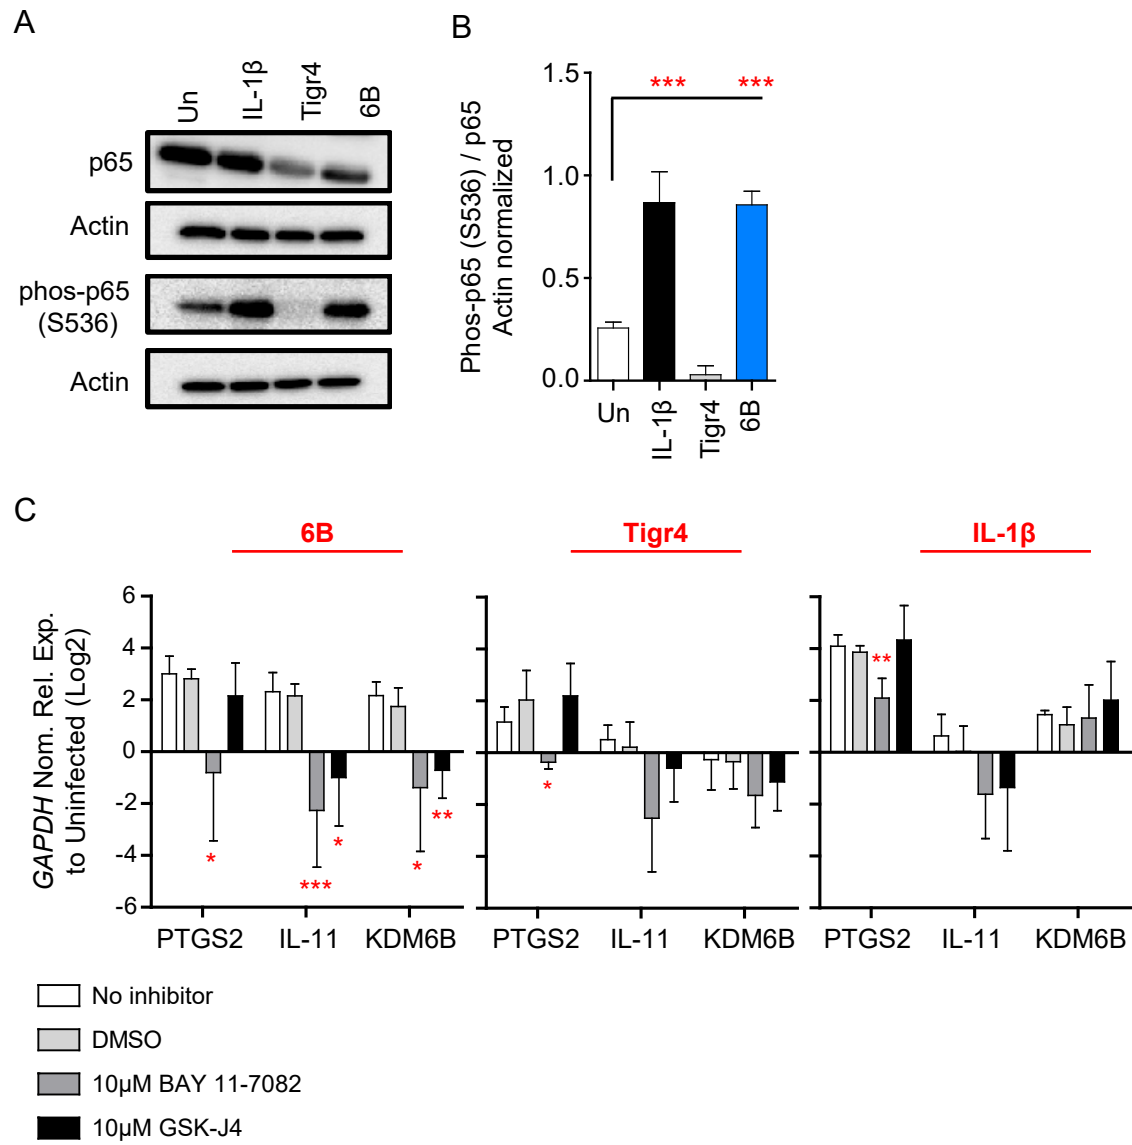 A
Un
IL-1β
Tigr4
6B
p65
Actin
phos-p65
(S536)
Actin
B
Phos-p65 (S536) / p65
Actin normalized
1.5
1.0
0.5
0.0
***
***
Un
IL-1β
Tigr4
6B
C
6B
Tigr4
IL-1β
GAPDH Nom. Rel. Exp.
to Uninfected (Log2)
6
4
2
0
-2
-4
-6
*
***
*
*
**
*
**
PTGS2
IL-11
KDM6B
PTGS2
IL-11
KDM6B
PTGS2
IL-11
KDM6B
No inhibitor
DMSO
10µM BAY 11-7082
10µM GSK-J4